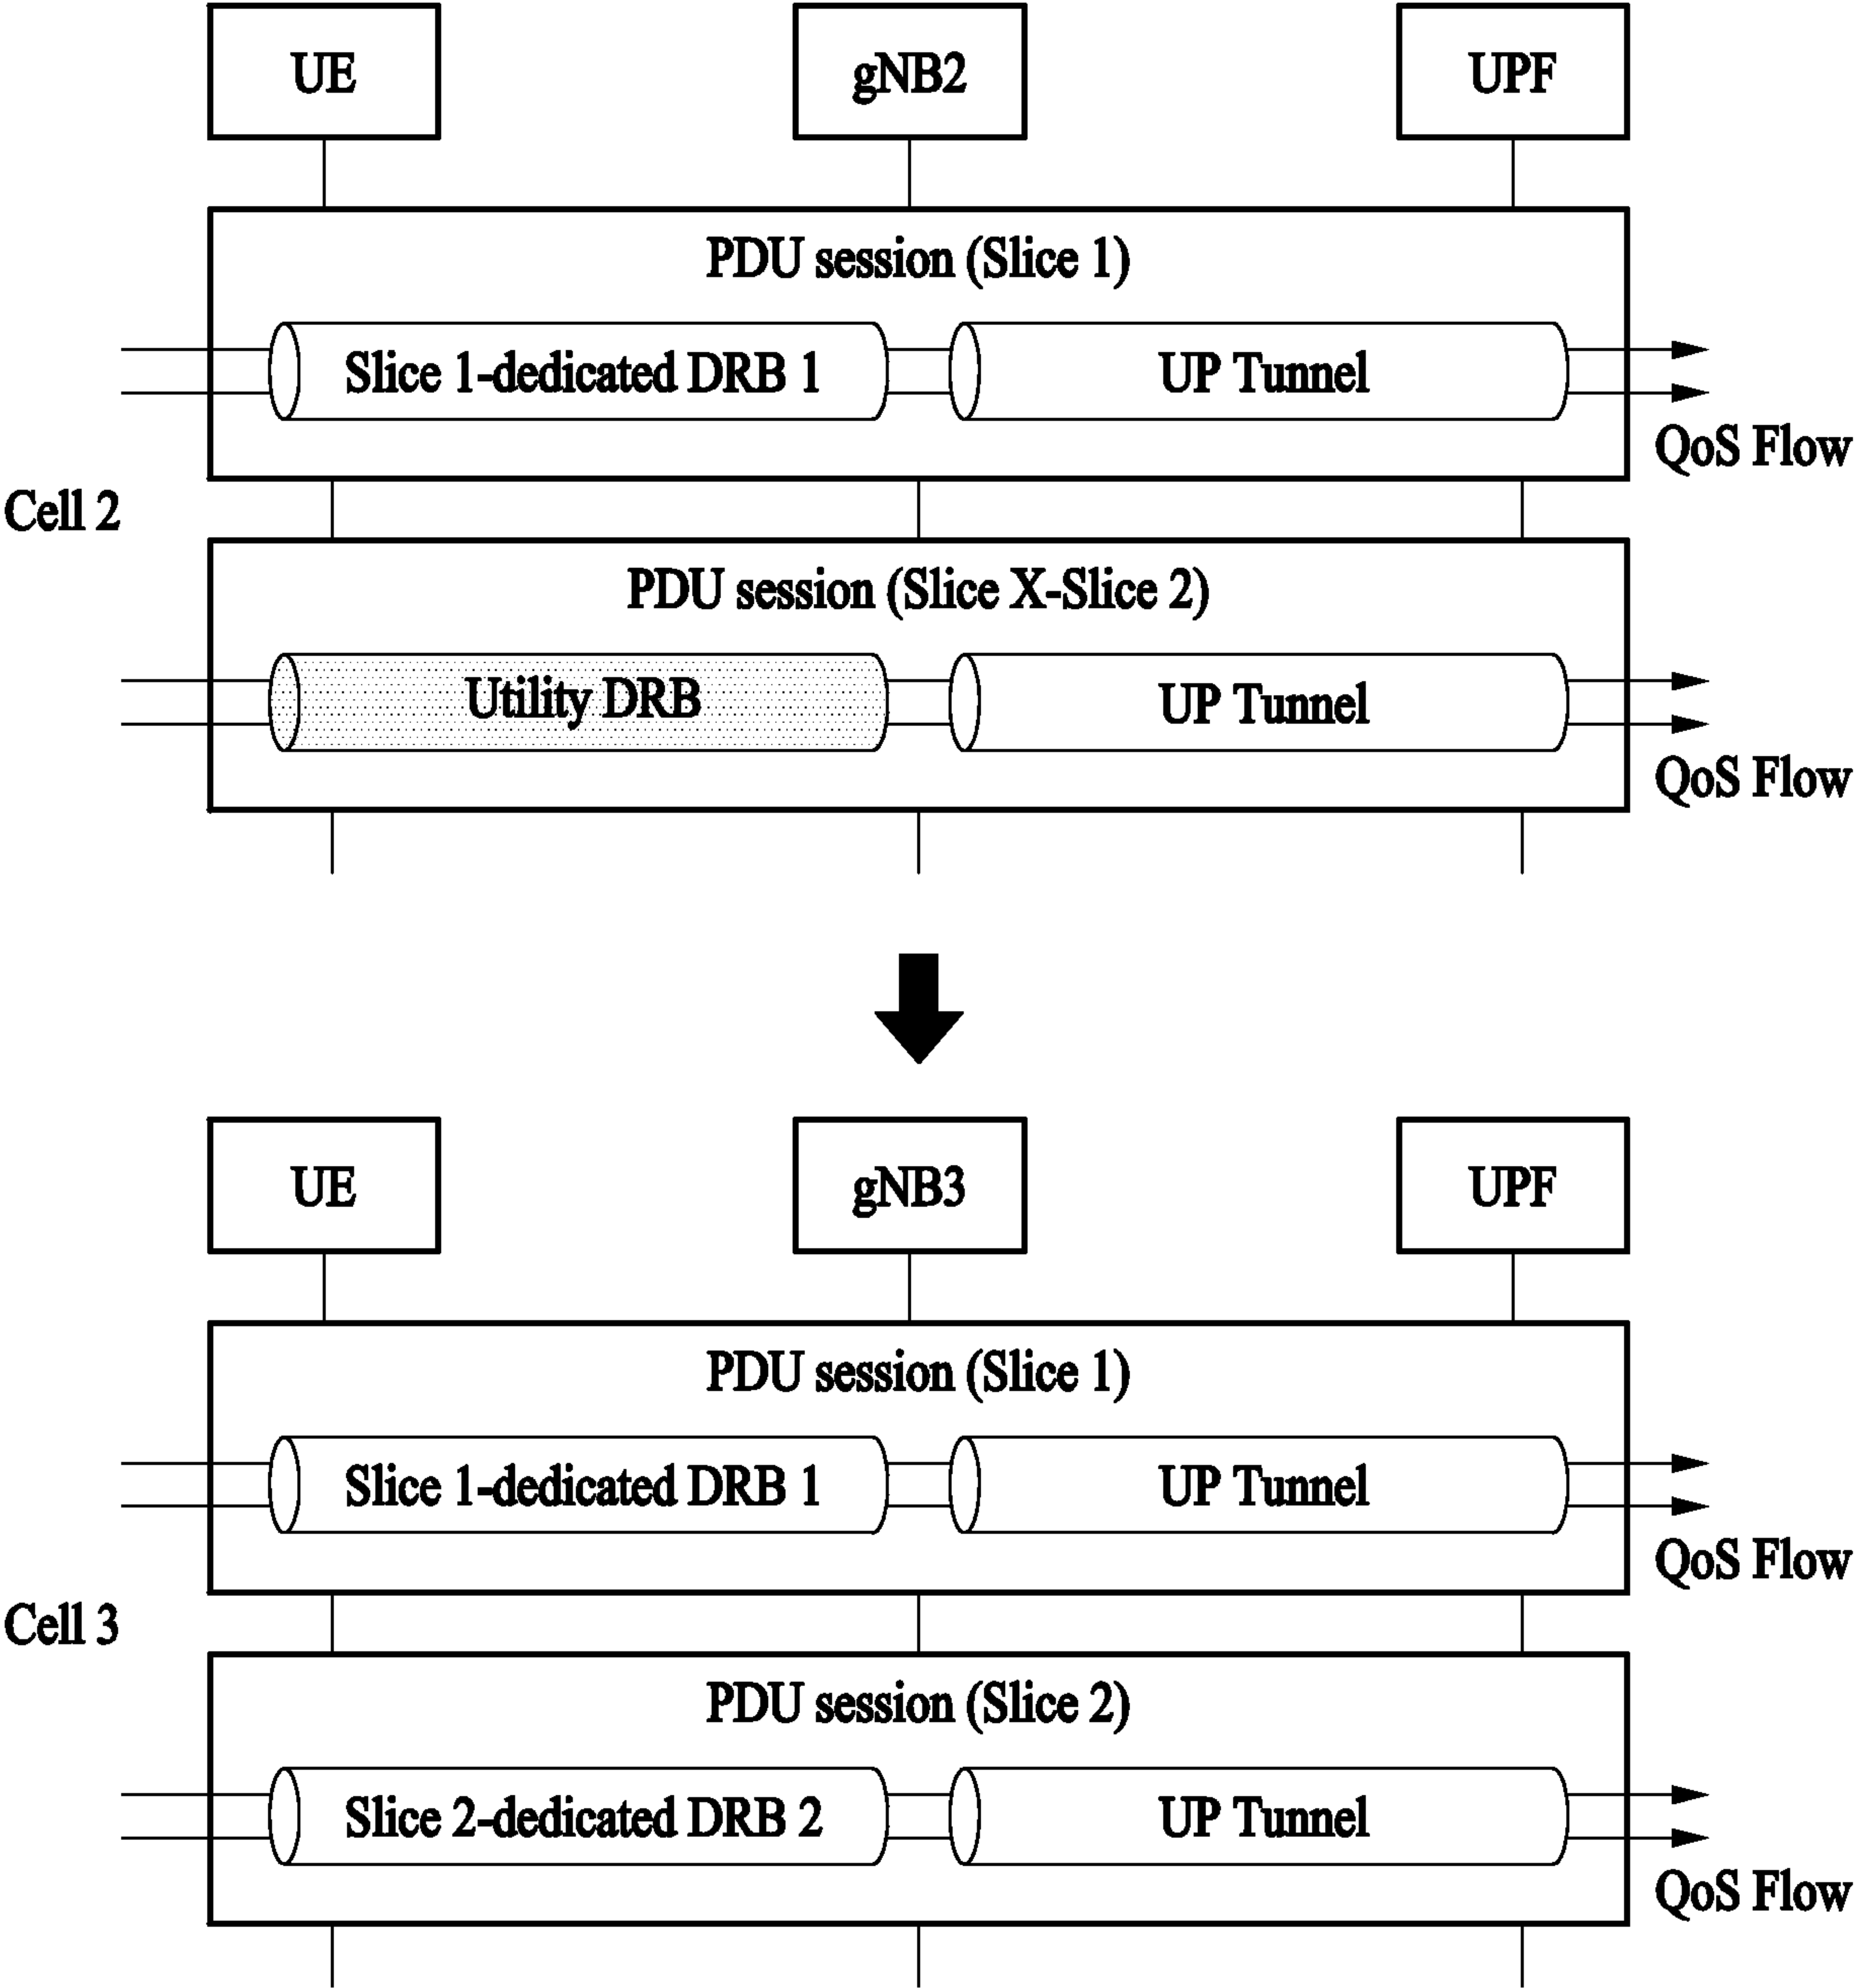 UE
gNB2
UPF
PDU session (Slice 1)
Slice 1-dedicated DRB 1
UP Tunnel
QoS Flow
Cell 2
PDU session (Slice X-Slice 2)
Utility DRB
UP Tunnel
QoS Flow
UE
gNB3
UPF
PDU session (Slice 1)
Slice 1-dedicated DRB 1
UP Tunnel
QoS Flow
Cell 3
PDU session (Slice 2)
Slice 2-dedicated DRB 2
UP Tunnel
QoS Flow